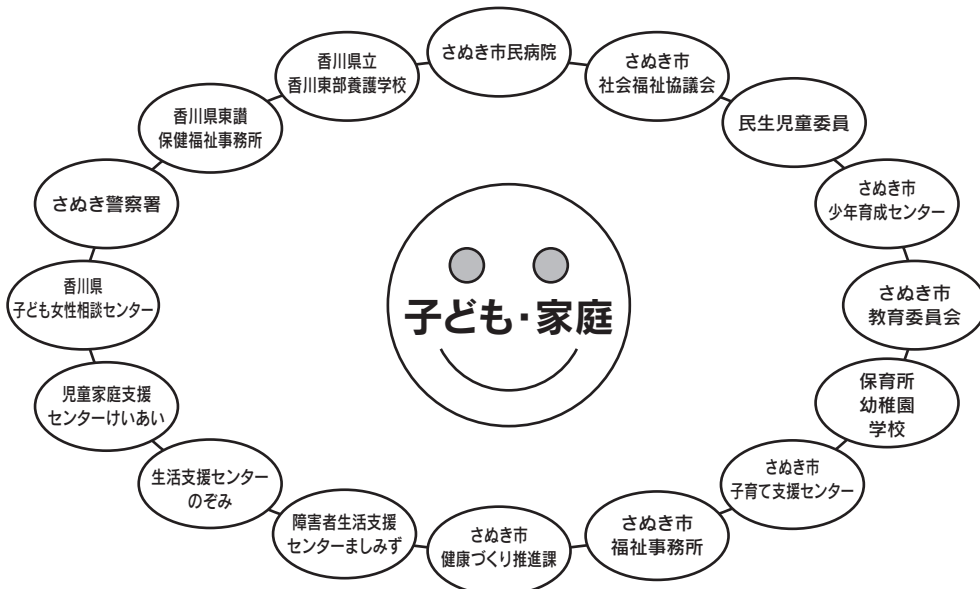 さぬき市民病院
さぬき市
社会福祉協議会
民生児童委員
さぬき市
少年育成センター
さぬき市
教育委員会
保育所
幼稚園
学校
さぬき市
子育て支援センター
さぬき市
福祉事務所
さぬき市
健康づくり推進課
障害者生活支援
センターましみず
生活支援センター
のぞみ
児童家庭支援
センターけいあい
香川県
子ども女性相談センター
さぬき警察署
香川県東讃
保健福祉事務所
香川県立
香川東部養護学校
子ども・家庭